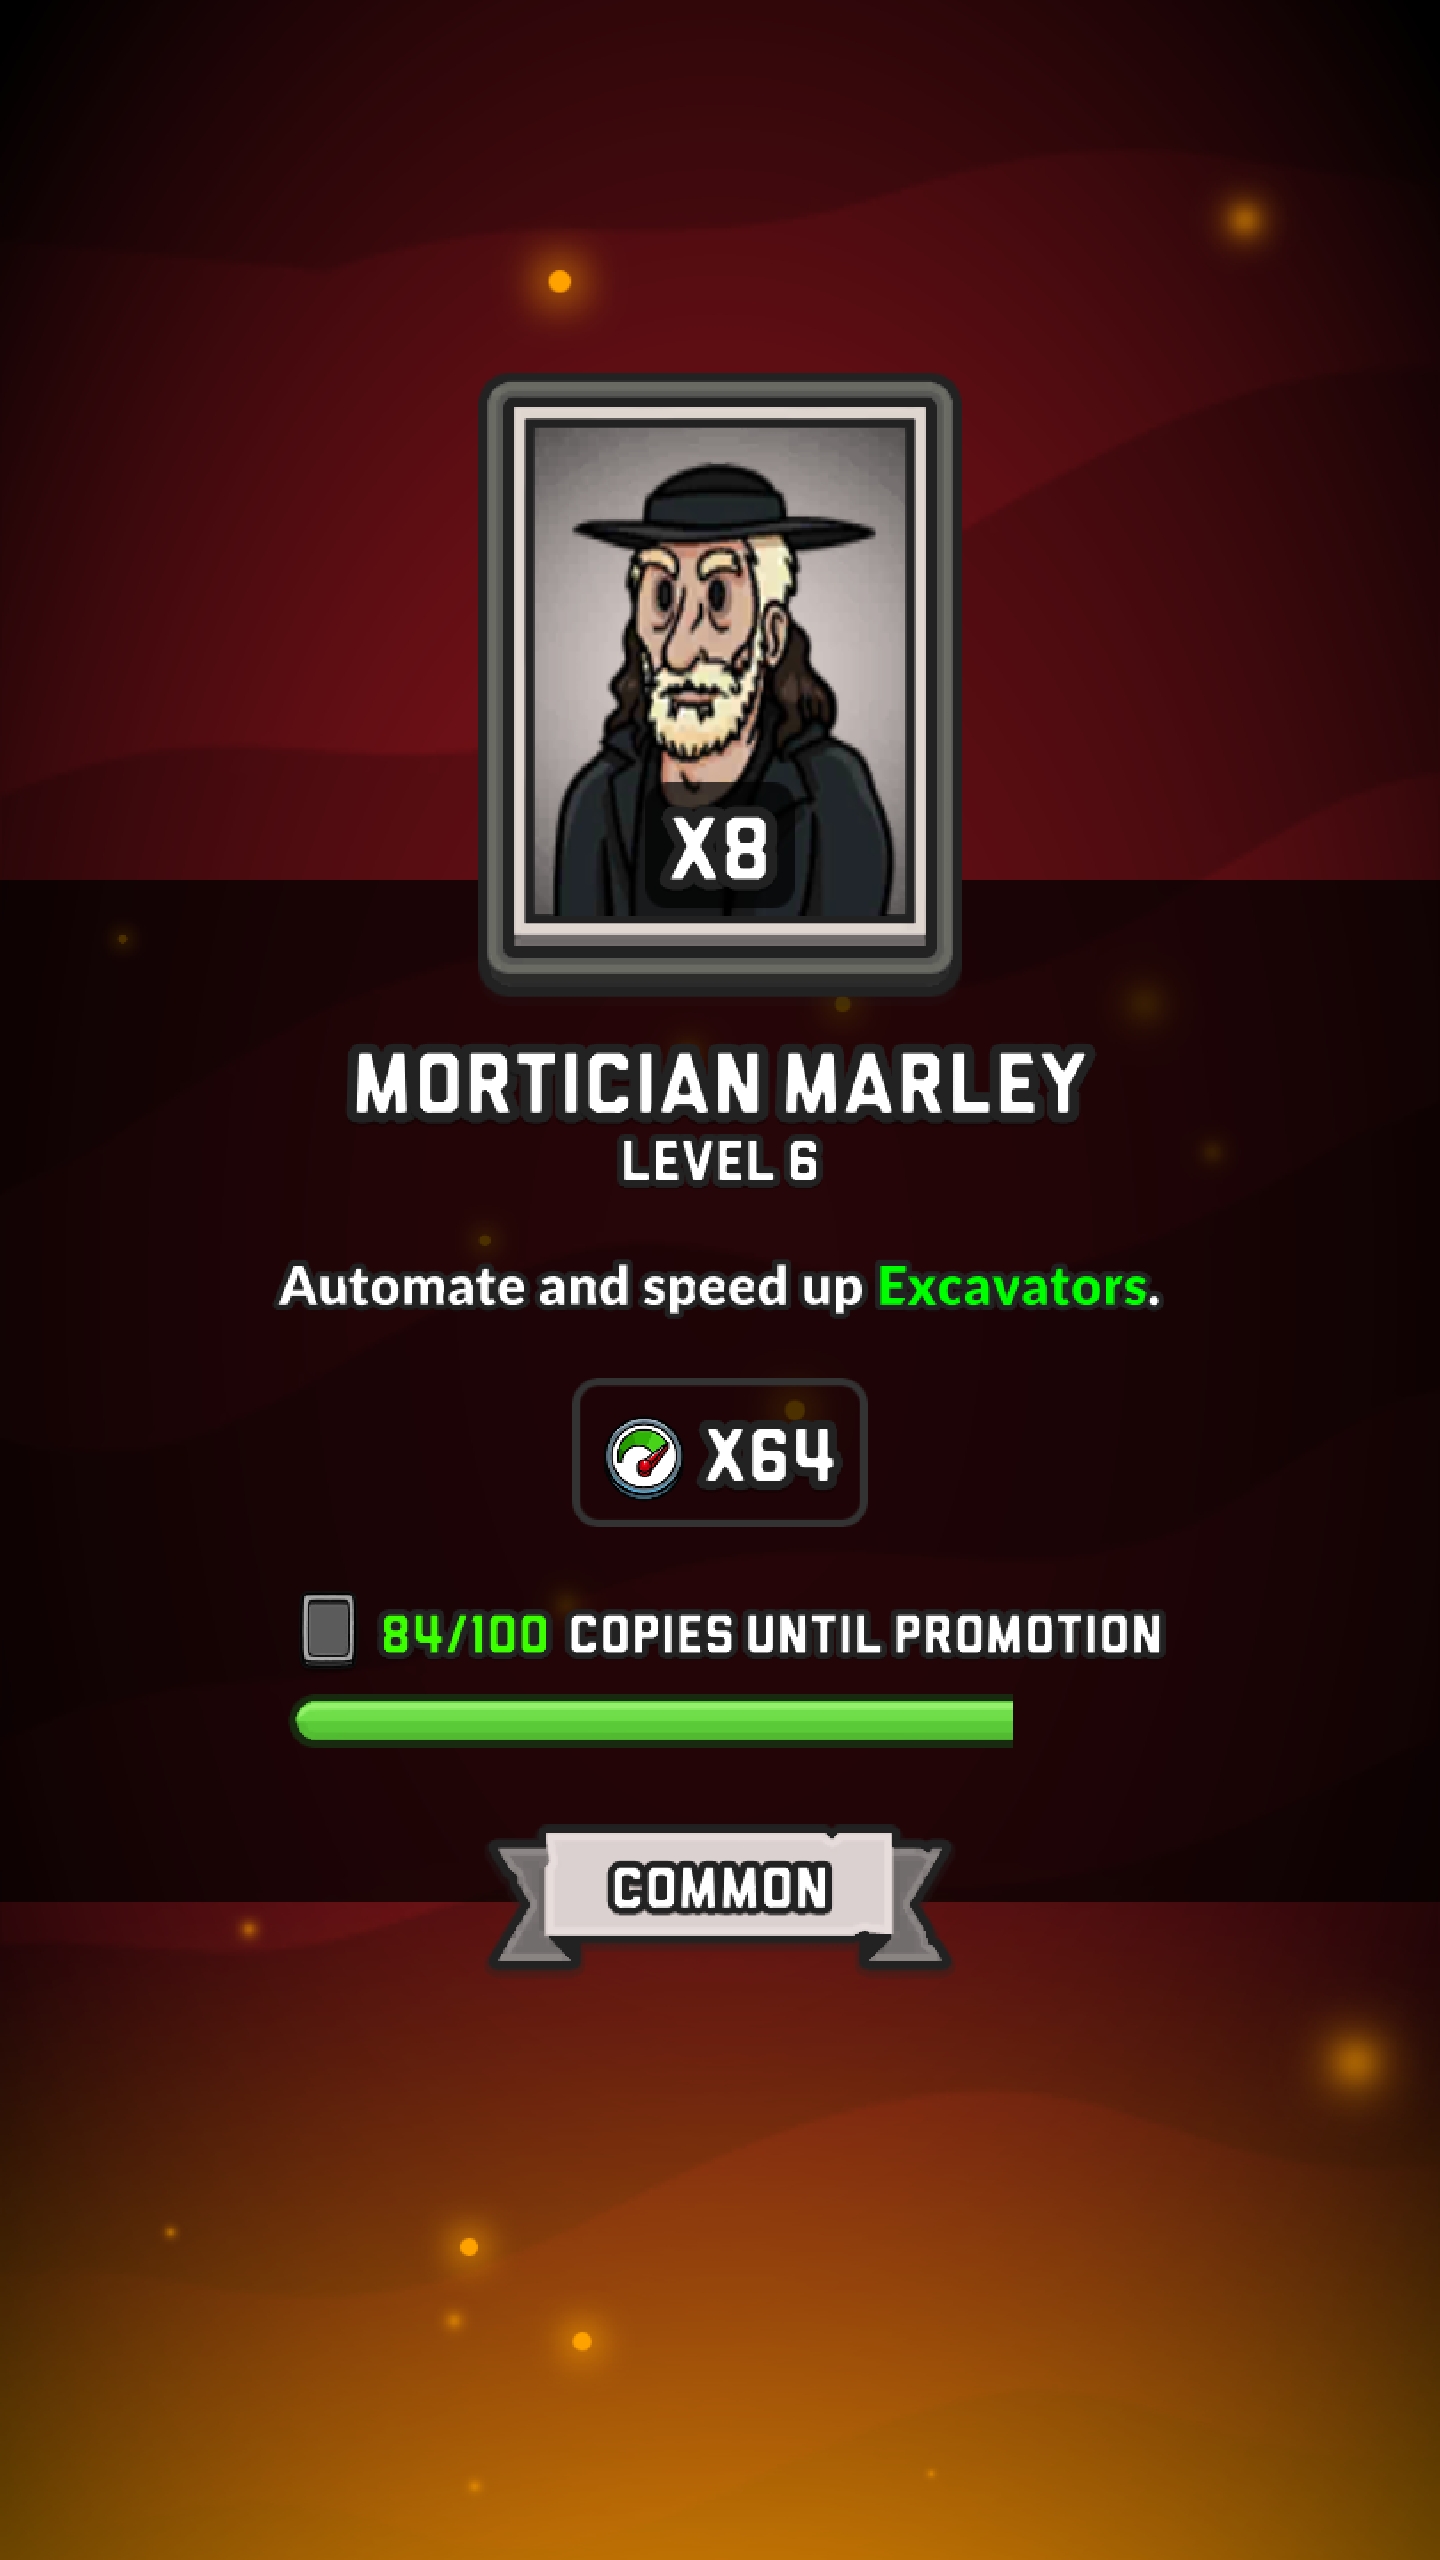 X8
MORTICIAN MARLEY
LEVEL 6
Automate and speed up Excavators.
X64
84/100 COPIES UNTIL PROMOTION
COMMON